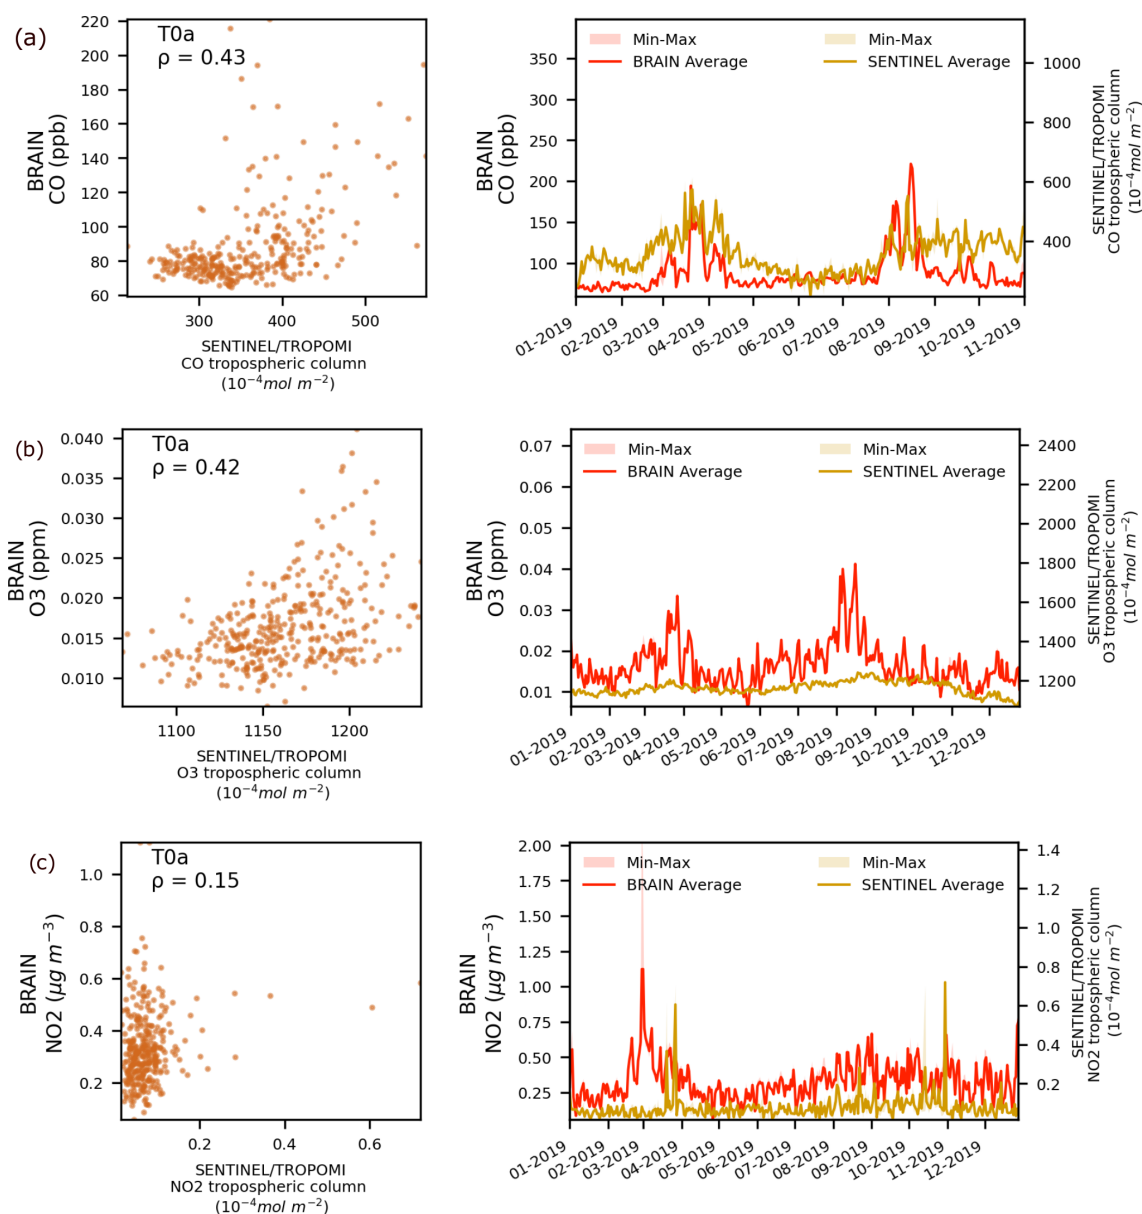 (a)
T0a
ρ = 0.43
220
200
180
160
140
120
100
80
60
BRAIN
CO (ppb)
300
400
500
SENTINEL/TROPOMI
CO tropospheric column
(10⁻⁴mol m⁻²)
Min-Max
BRAIN Average
Min-Max
SENTINEL Average
350
300
250
200
150
100
BRAIN
CO (ppb)
1000
800
600
400
SENTINEL/TROPOMI
CO tropospheric column
(10⁻⁴mol m⁻²)
01-2019
02-2019
03-2019
04-2019
05-2019
06-2019
07-2019
08-2019
09-2019
10-2019
11-2019
(b)
T0a
ρ = 0.42
0.040
0.035
0.030
0.025
0.020
0.015
0.010
BRAIN
O3 (ppm)
1100
1150
1200
SENTINEL/TROPOMI
O3 tropospheric column
(10⁻⁴mol m⁻²)
Min-Max
BRAIN Average
Min-Max
SENTINEL Average
0.07
0.06
0.05
0.04
0.03
0.02
0.01
BRAIN
O3 (ppm)
2400
2200
2000
1800
1600
1400
1200
SENTINEL/TROPOMI
O3 tropospheric column
(10⁻⁴mol m⁻²)
01-2019
02-2019
03-2019
04-2019
05-2019
06-2019
07-2019
08-2019
09-2019
10-2019
11-2019
12-2019
(c)
T0a
ρ = 0.15
1.0
0.8
0.6
0.4
0.2
BRAIN
NO2 (μg m⁻³)
0.2
0.4
0.6
SENTINEL/TROPOMI
NO2 tropospheric column
(10⁻⁴mol m⁻²)
Min-Max
BRAIN Average
Min-Max
SENTINEL Average
2.00
1.75
1.50
1.25
1.00
0.75
0.50
0.25
BRAIN
NO2 (μg m⁻³)
1.4
1.2
1.0
0.8
0.6
0.4
0.2
SENTINEL/TROPOMI
NO2 tropospheric column
(10⁻⁴mol m⁻²)
01-2019
02-2019
03-2019
04-2019
05-2019
06-2019
07-2019
08-2019
09-2019
10-2019
11-2019
12-2019